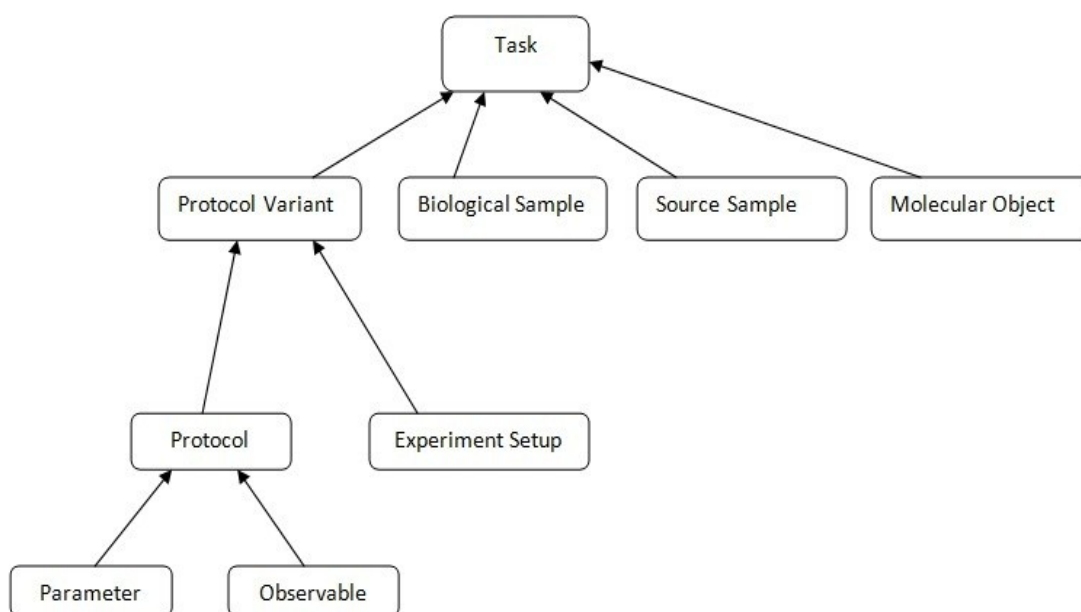 Task
Protocol Variant
Biological Sample
Source Sample
Molecular Object
Protocol
Experiment Setup
Parameter
Observable